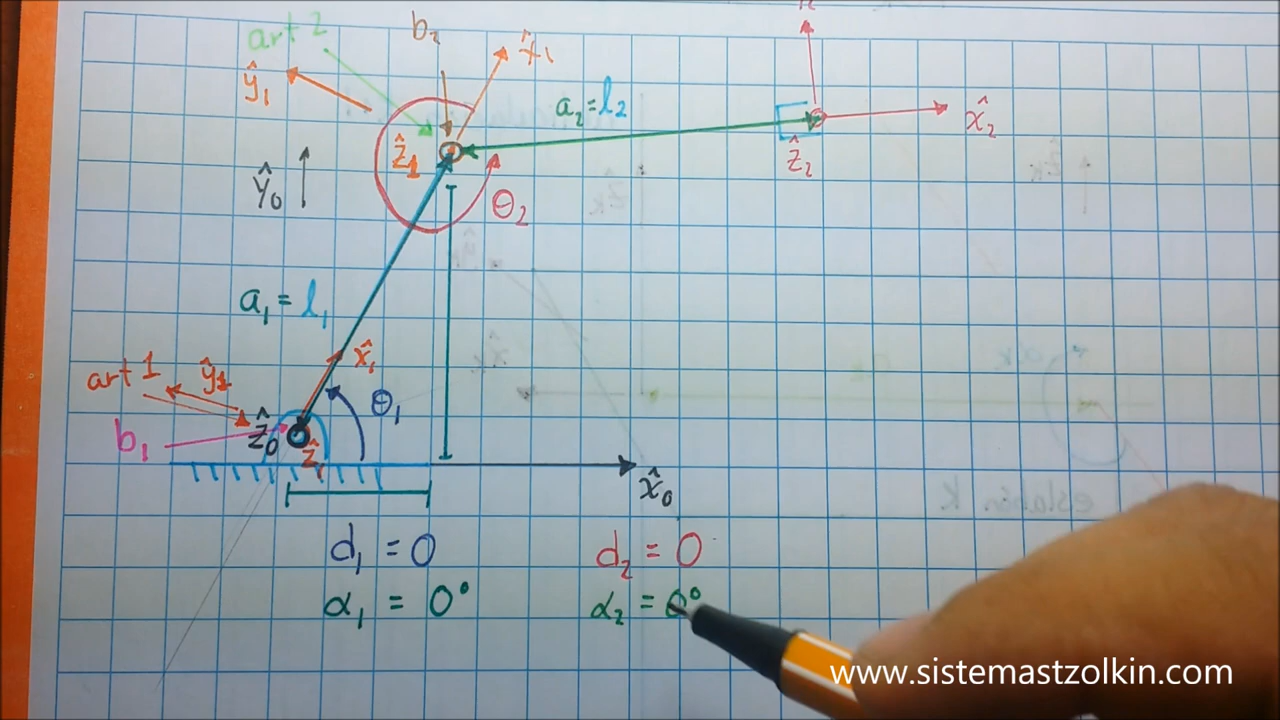 art 2
b₂
x̂₁
ŷ₁
a₂ = l₂
x̂₂
ẑ₁
ẑ₂
Ŷ₀
θ₂
a₁ = l₁
x̂₁
art 1
ŷ₁
θ₁
b₁
ẑ₀
ẑ₁
x̂₀
d₁ = 0
d₂ = 0
α₁ = 0°
α₂ = 0°
www.sistemastzolkin.com